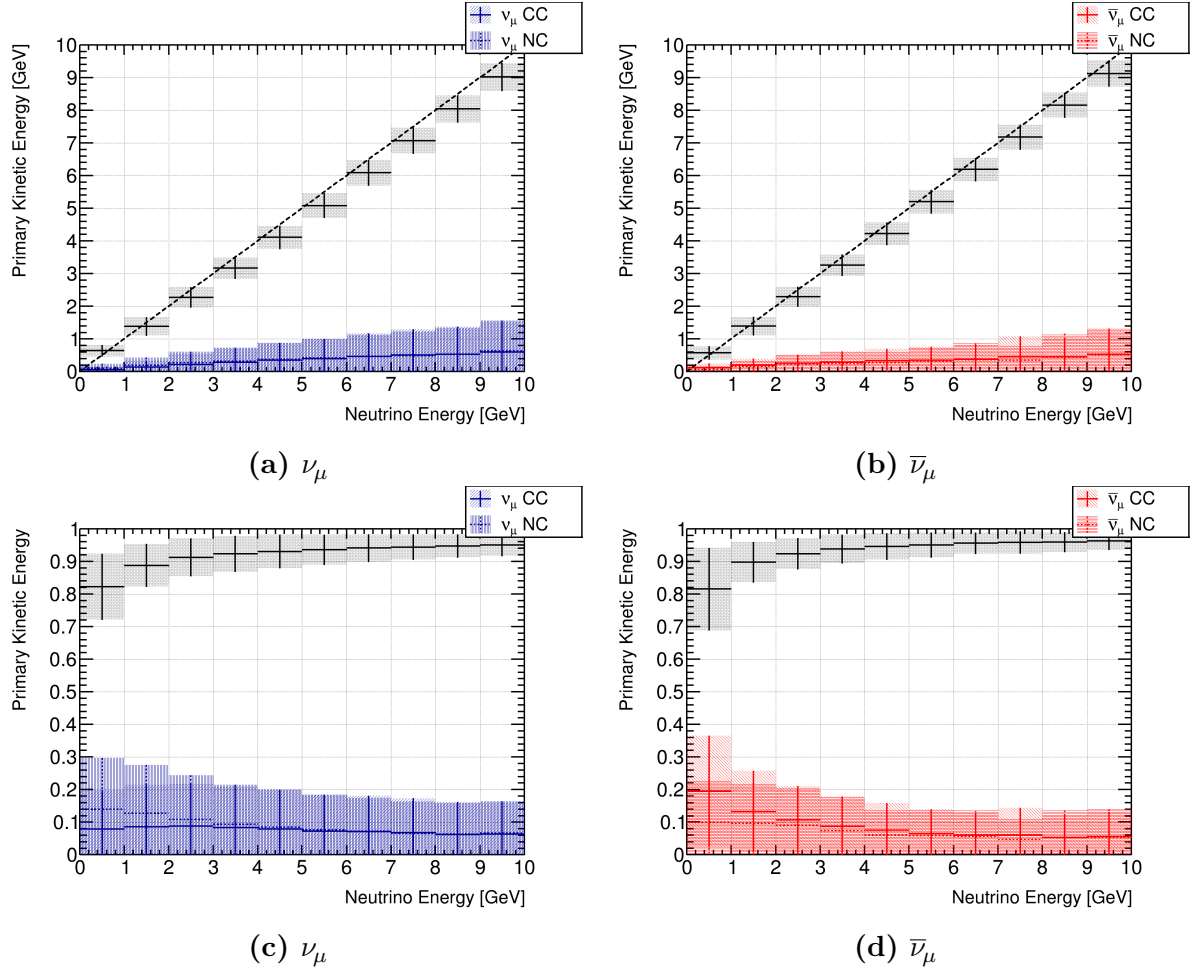 ν_μ CC
ν_μ NC
Primary Kinetic Energy [GeV]
10
9
8
7
6
5
4
3
2
1
0
0 1 2 3 4 5 6 7 8 9 10
Neutrino Energy [GeV]
(a) ν_μ
ν̅_μ CC
ν̅_μ NC
Primary Kinetic Energy [GeV]
10
9
8
7
6
5
4
3
2
1
0
0 1 2 3 4 5 6 7 8 9 10
Neutrino Energy [GeV]
(b) ν̅_μ
ν_μ CC
ν_μ NC
Primary Kinetic Energy
1
0.9
0.8
0.7
0.6
0.5
0.4
0.3
0.2
0.1
0
0 1 2 3 4 5 6 7 8 9 10
Neutrino Energy [GeV]
(c) ν_μ
ν̅_μ CC
ν̅_μ NC
Primary Kinetic Energy
1
0.9
0.8
0.7
0.6
0.5
0.4
0.3
0.2
0.1
0
0 1 2 3 4 5 6 7 8 9 10
Neutrino Energy [GeV]
(d) ν̅_μ